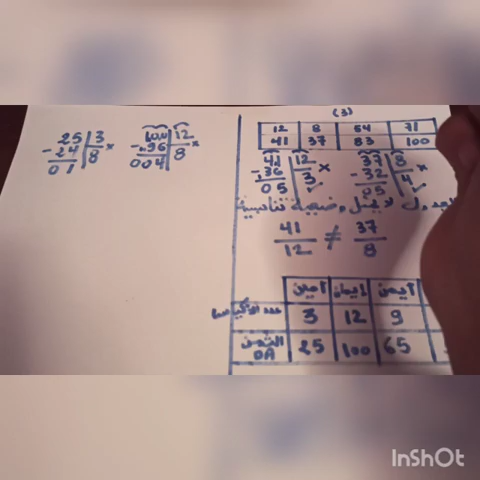 (3)
12 8 64 71
41 37 83 100
25 3 ×
- 24 8
01
100 12 ×
- 96 8
004
41 12 ×
- 36 3
05
37 8 ×
- 32 4
05
الجدول لا يمثل وضعية تناسبية
41/12 ≠ 37/8
أمين إيمان أيمن
عدد الأكياس 3 12 9
الثمن DA 25 100 65
InShOt